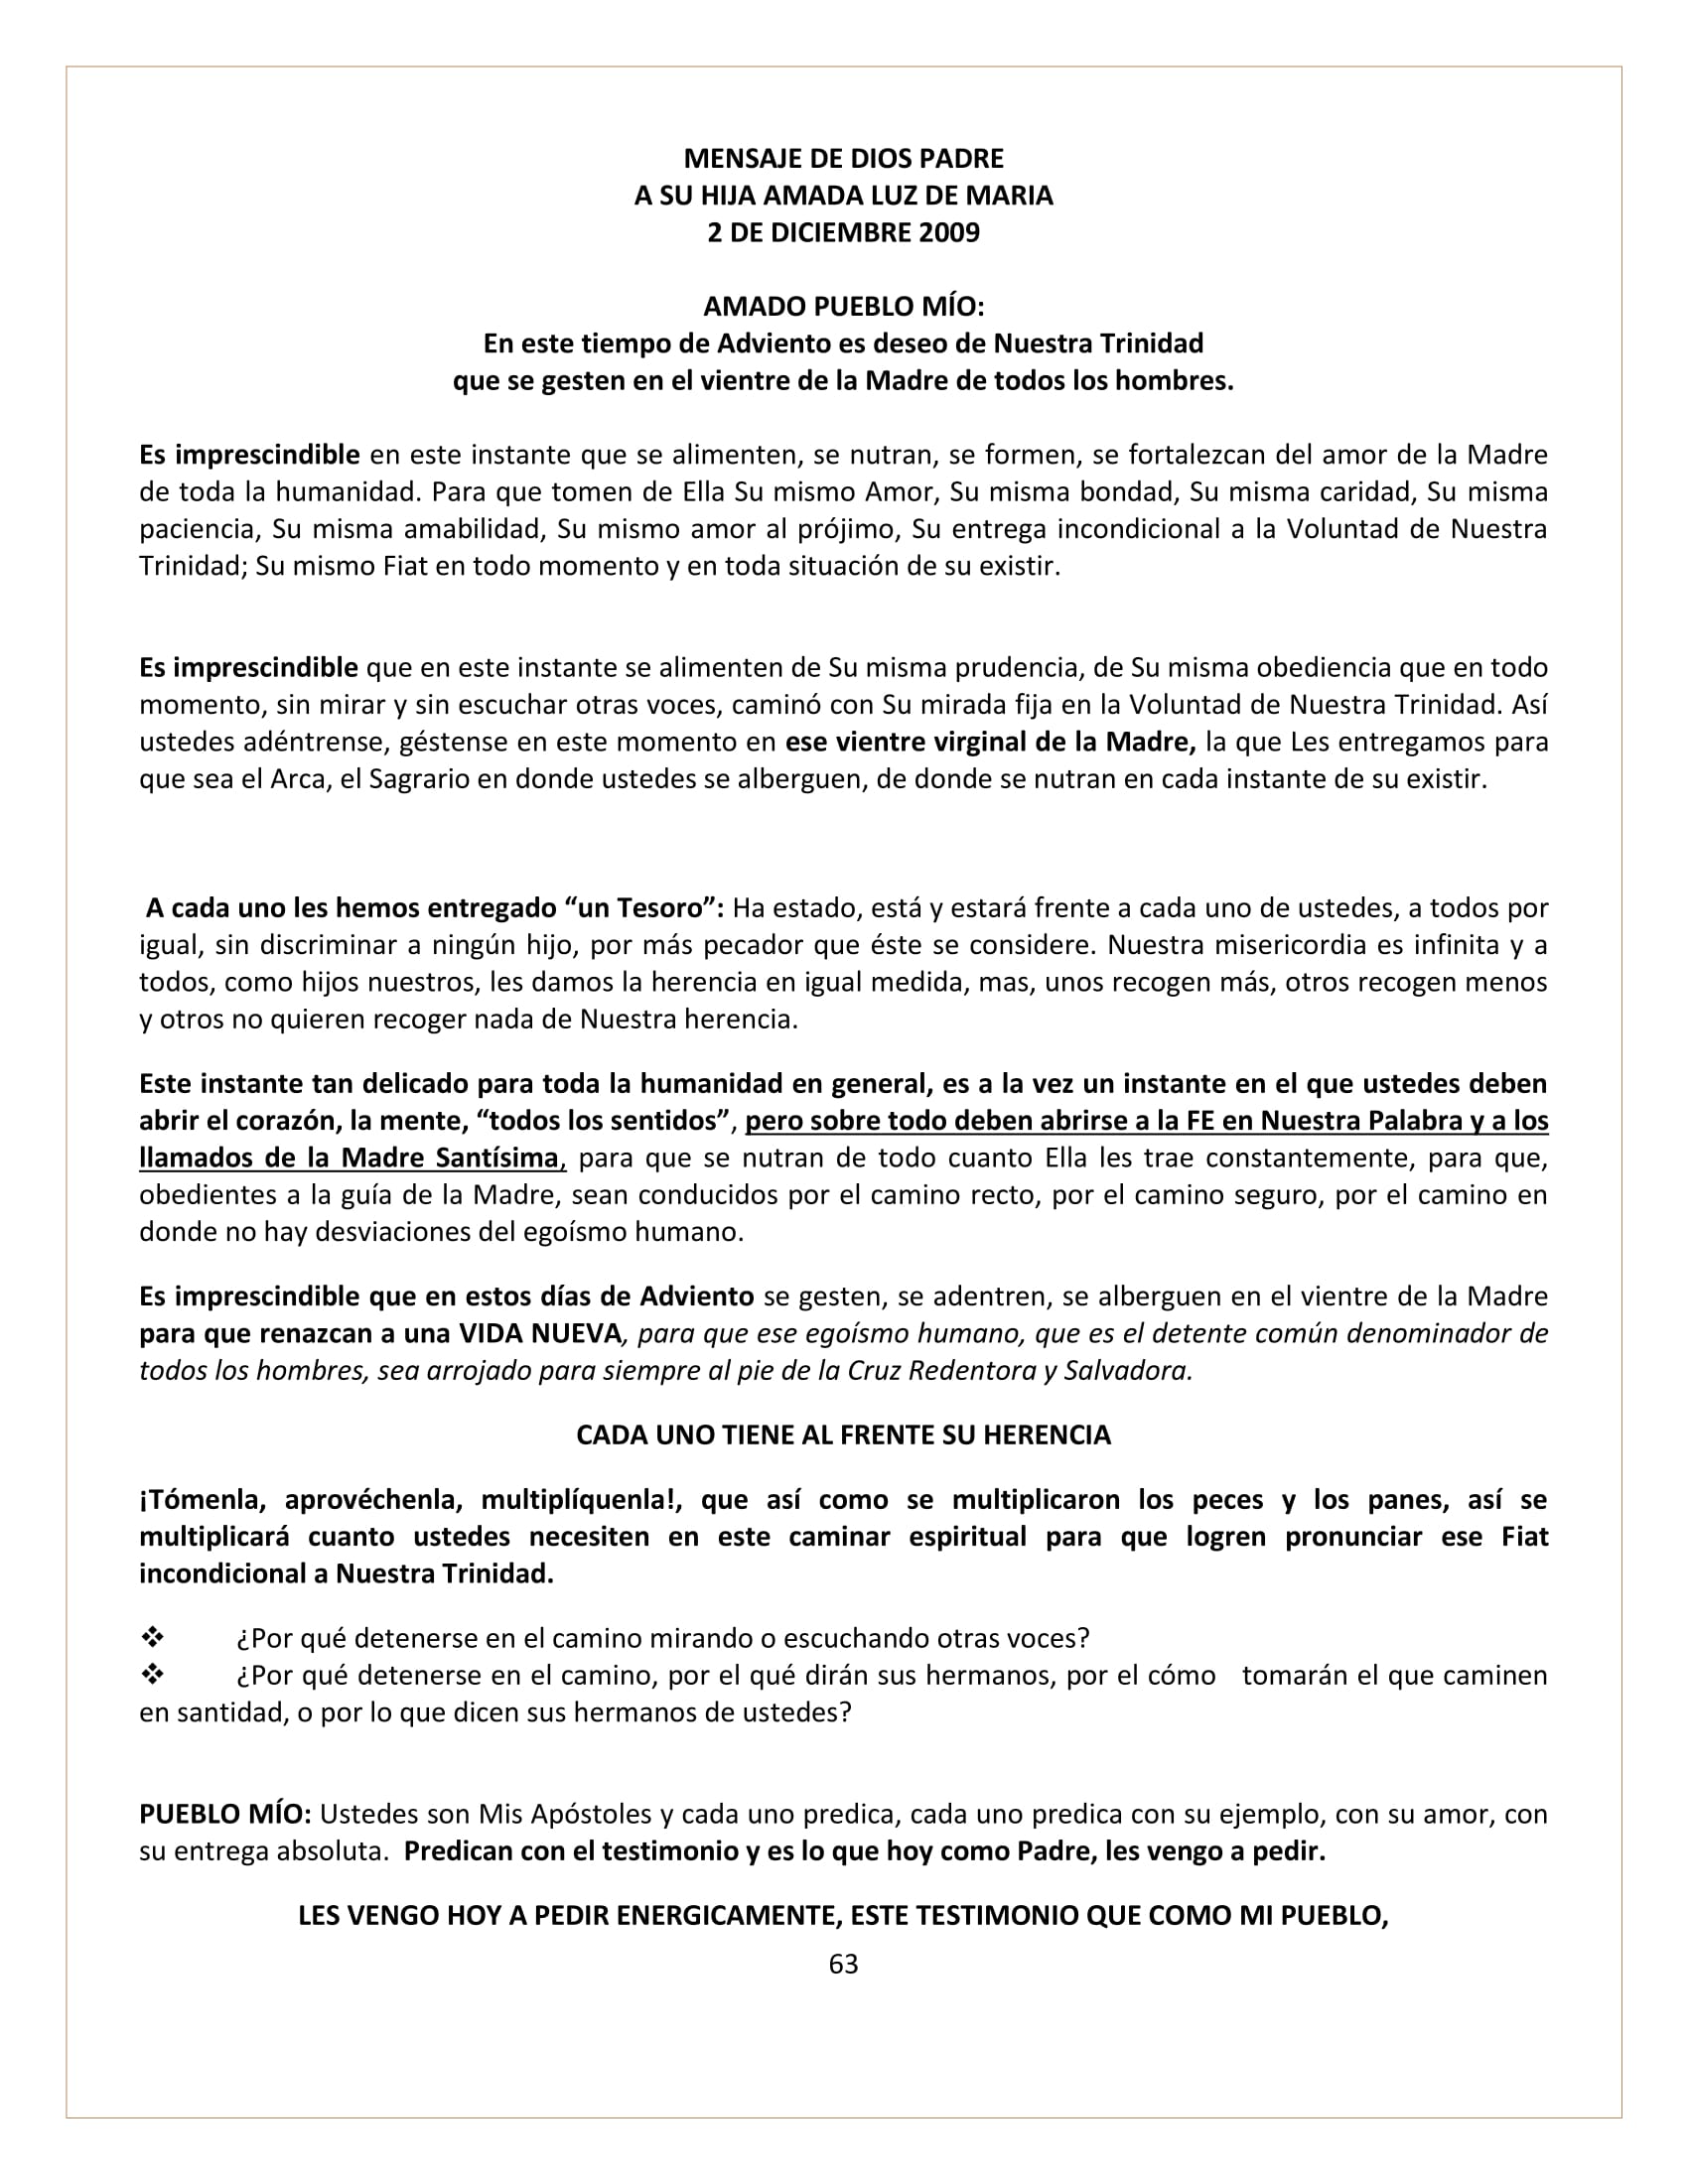 MENSAJE DE DIOS PADRE
A SU HIJA AMADA LUZ DE MARIA
2 DE DICIEMBRE 2009
AMADO PUEBLO MÍO:
En este tiempo de Adviento es deseo de Nuestra Trinidad
que se gesten en el vientre de la Madre de todos los hombres.
Es imprescindible en este instante que se alimenten, se nutran, se formen, se fortalezcan del amor de la Madre
de toda la humanidad. Para que tomen de Ella Su mismo Amor, Su misma bondad, Su misma caridad, Su misma
paciencia, Su misma amabilidad, Su mismo amor al prójimo, Su entrega incondicional a la Voluntad de Nuestra
Trinidad; Su mismo Fiat en todo momento y en toda situación de su existir.
Es imprescindible que en este instante se alimenten de Su misma prudencia, de Su misma obediencia que en todo
momento, sin mirar y sin escuchar otras voces, caminó con Su mirada fija en la Voluntad de Nuestra Trinidad. Así
ustedes adéntrense, géstense en este momento en ese vientre virginal de la Madre, la que Les entregamos para
que sea el Arca, el Sagrario en donde ustedes se alberguen, de donde se nutran en cada instante de su existir.
A cada uno les hemos entregado “un Tesoro”: Ha estado, está y estará frente a cada uno de ustedes, a todos por
igual, sin discriminar a ningún hijo, por más pecador que éste se considere. Nuestra misericordia es infinita y a
todos, como hijos nuestros, les damos la herencia en igual medida, mas, unos recogen más, otros recogen menos
y otros no quieren recoger nada de Nuestra herencia.
Este instante tan delicado para toda la humanidad en general, es a la vez un instante en el que ustedes deben
abrir el corazón, la mente, “todos los sentidos”, pero sobre todo deben abrirse a la FE en Nuestra Palabra y a los
llamados de la Madre Santísima, para que se nutran de todo cuanto Ella les trae constantemente, para que,
obedientes a la guía de la Madre, sean conducidos por el camino recto, por el camino seguro, por el camino en
donde no hay desviaciones del egoísmo humano.
Es imprescindible que en estos días de Adviento se gesten, se adentren, se alberguen en el vientre de la Madre
para que renazcan a una VIDA NUEVA, para que ese egoísmo humano, que es el detente común denominador de
todos los hombres, sea arrojado para siempre al pie de la Cruz Redentora y Salvadora.
CADA UNO TIENE AL FRENTE SU HERENCIA
¡Tómenla, aprovéchenla, multiplíquenla!, que así como se multiplicaron los peces y los panes, así se
multiplicará cuanto ustedes necesiten en este caminar espiritual para que logren pronunciar ese Fiat
incondicional a Nuestra Trinidad.
❖ ¿Por qué detenerse en el camino mirando o escuchando otras voces?
❖ ¿Por qué detenerse en el camino, por el qué dirán sus hermanos, por el cómo tomarán el que caminen
en santidad, o por lo que dicen sus hermanos de ustedes?
PUEBLO MÍO: Ustedes son Mis Apóstoles y cada uno predica, cada uno predica con su ejemplo, con su amor, con
su entrega absoluta. Predican con el testimonio y es lo que hoy como Padre, les vengo a pedir.
LES VENGO HOY A PEDIR ENERGICAMENTE, ESTE TESTIMONIO QUE COMO MI PUEBLO,
63